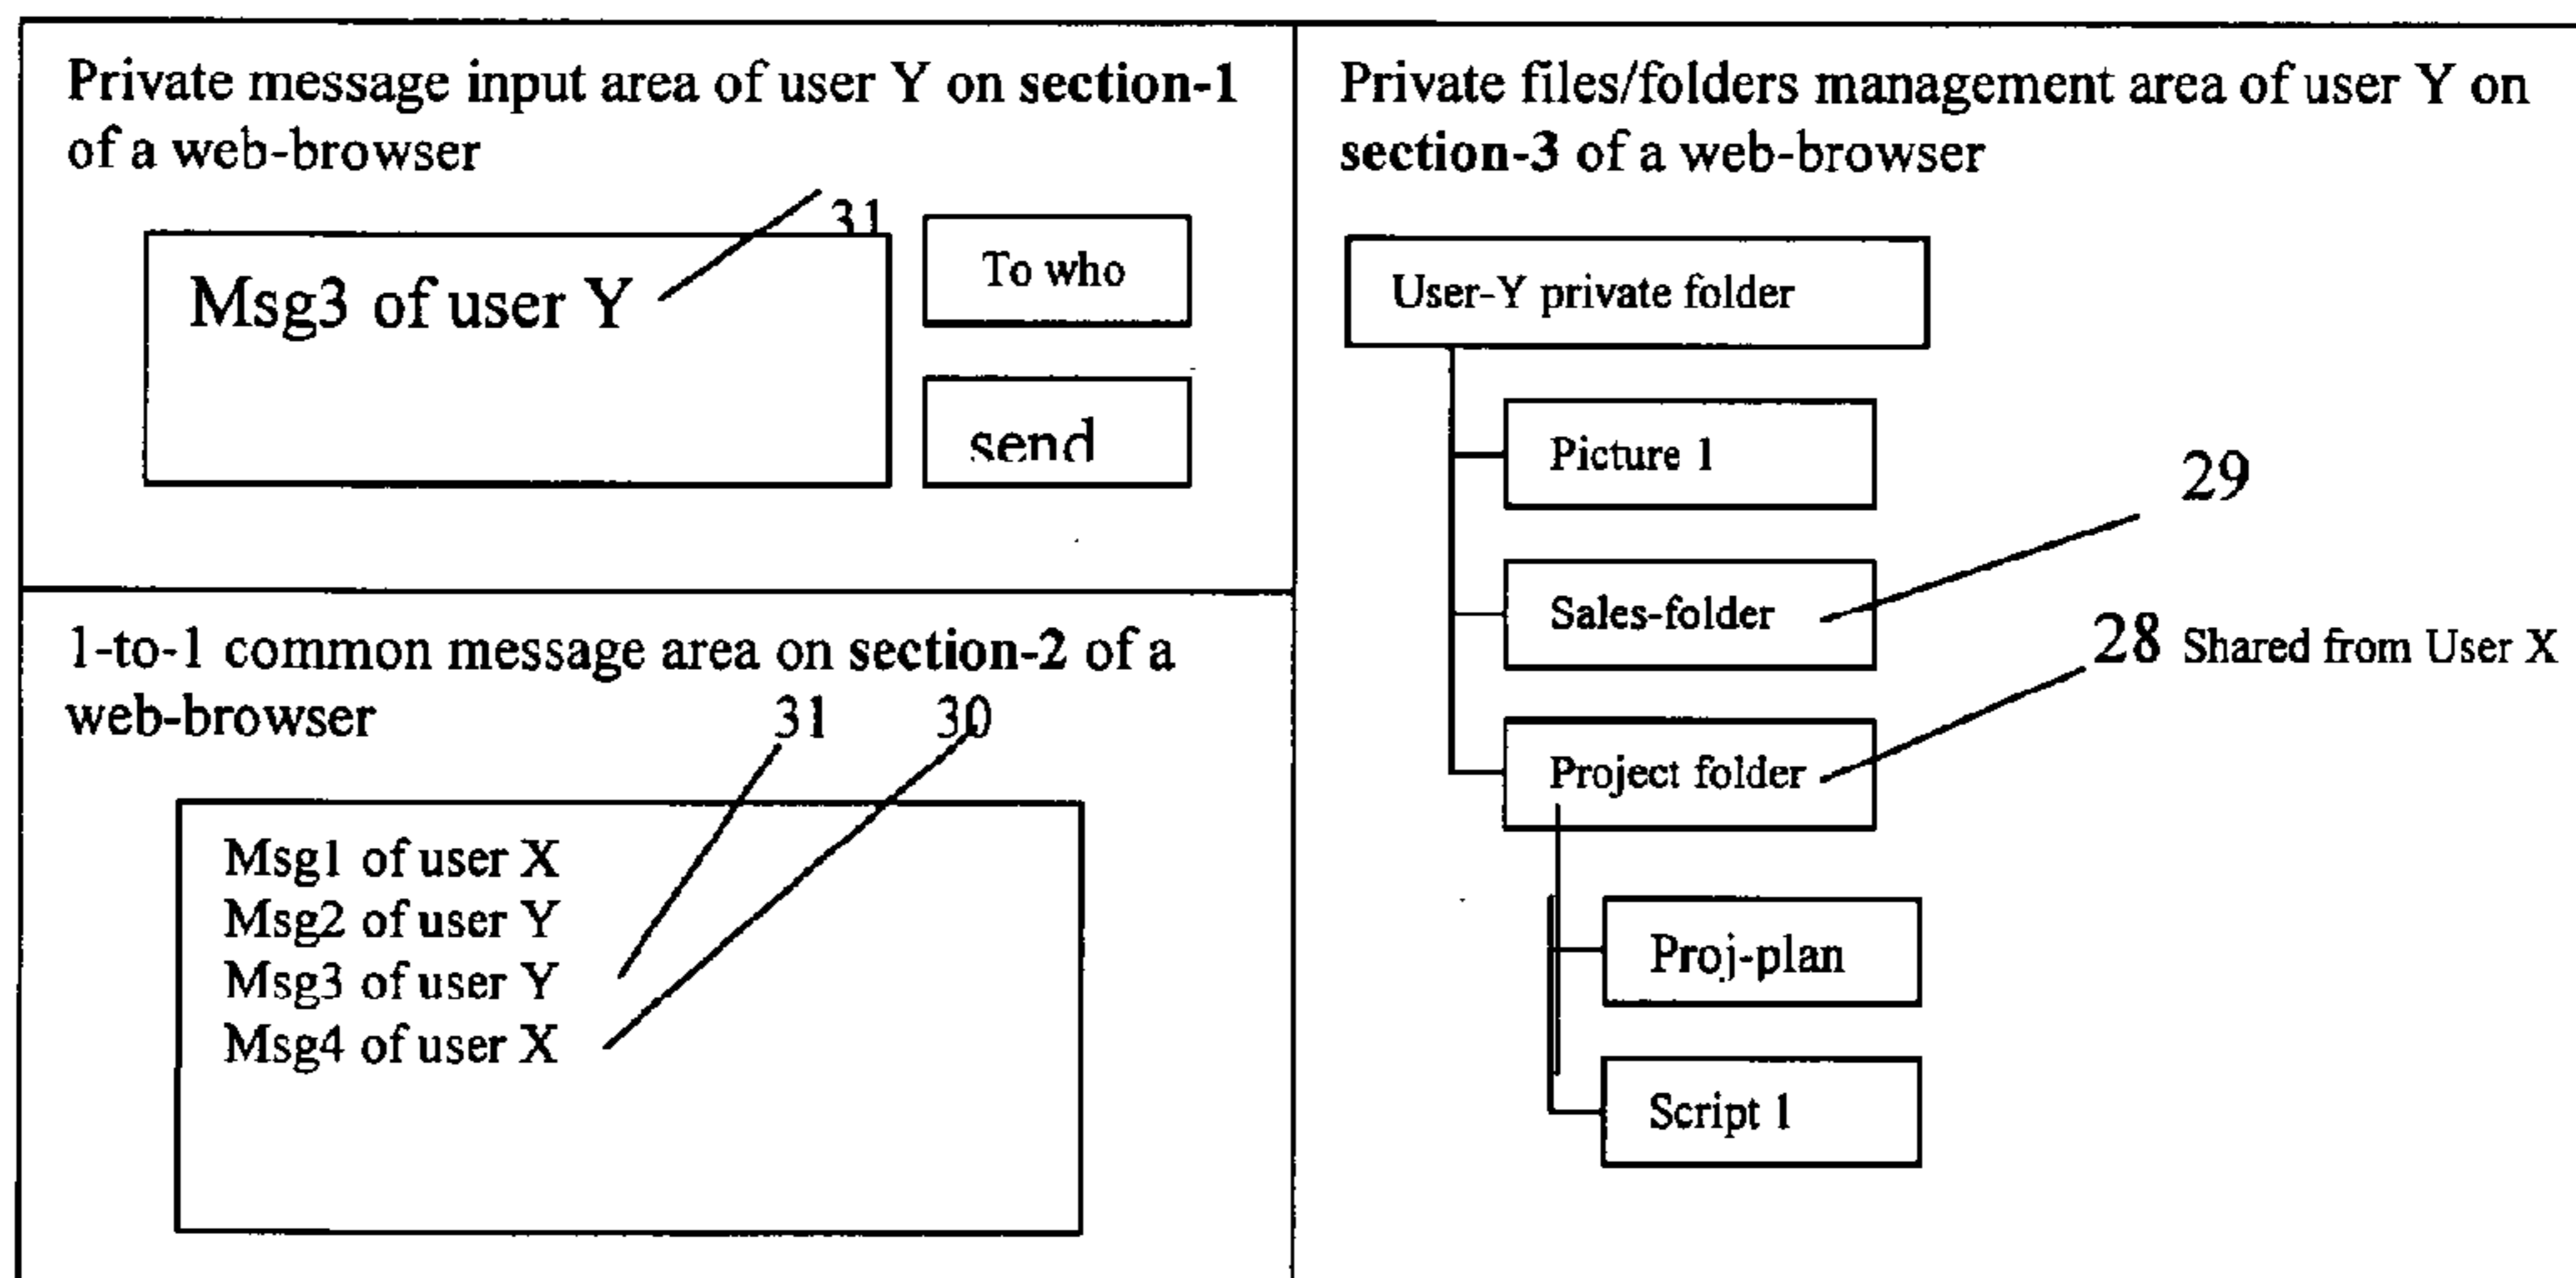 Private message input area of user Y on section-1
of a web-browser
31
Msg3 of user Y
To who
send
1-to-1 common message area on section-2 of a
web-browser
31 30
Msg1 of user X
Msg2 of user Y
Msg3 of user Y
Msg4 of user X
Private files/folders management area of user Y on
section-3 of a web-browser
User-Y private folder
Picture 1
29
Sales-folder
28 Shared from User X
Project folder
Proj-plan
Script 1